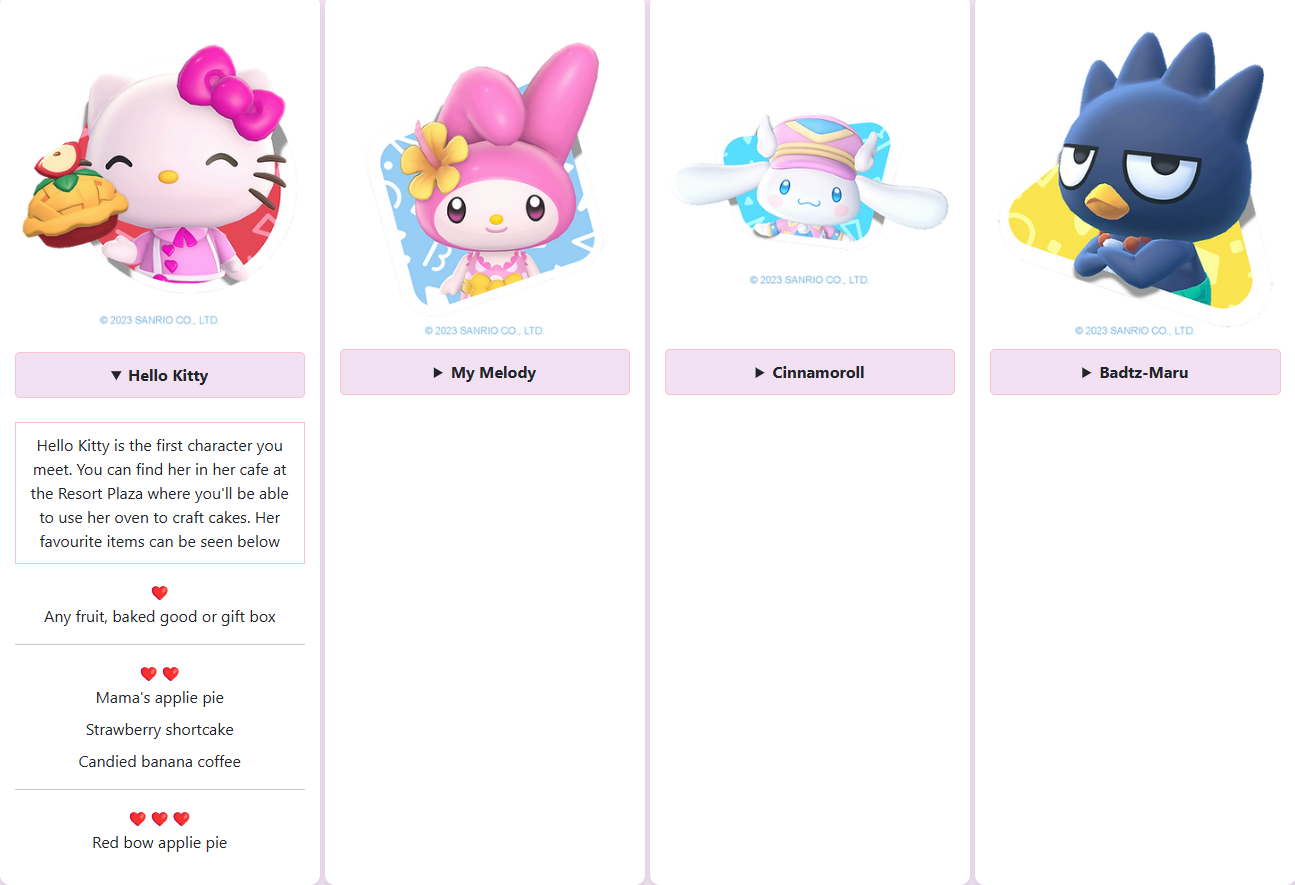 © 2023 SANRIO CO., LTD.
▼ Hello Kitty
Hello Kitty is the first character you
meet. You can find her in her cafe at
the Resort Plaza where you'll be able
to use her oven to craft cakes. Her
favourite items can be seen below
Any fruit, baked good or gift box
Mama's applie pie
Strawberry shortcake
Candied banana coffee
Red bow applie pie
© 2023 SANRIO CO., LTD.
▶ My Melody
© 2023 SANRIO CO., LTD.
▶ Cinnamoroll
© 2023 SANRIO CO., LTD.
▶ Badtz-Maru